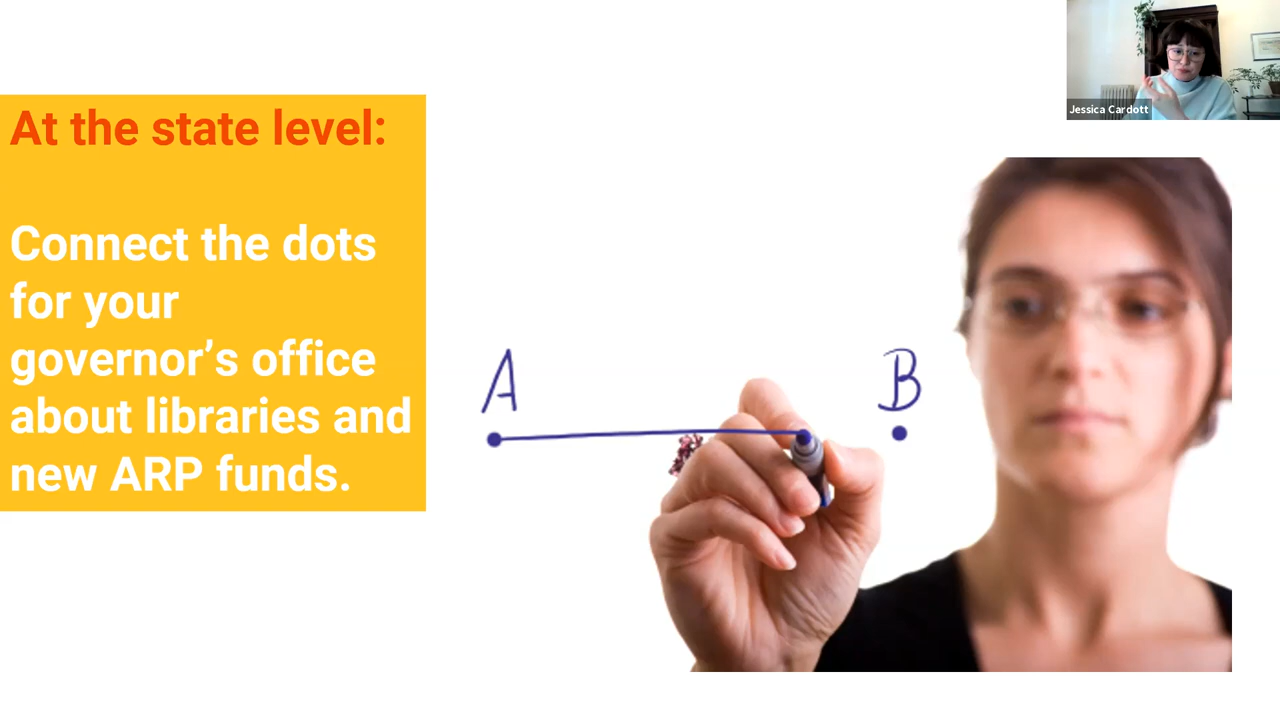 At the state level:
Connect the dots
for your
governor’s office
about libraries and
new ARP funds.
A
B
Jessica Cardott